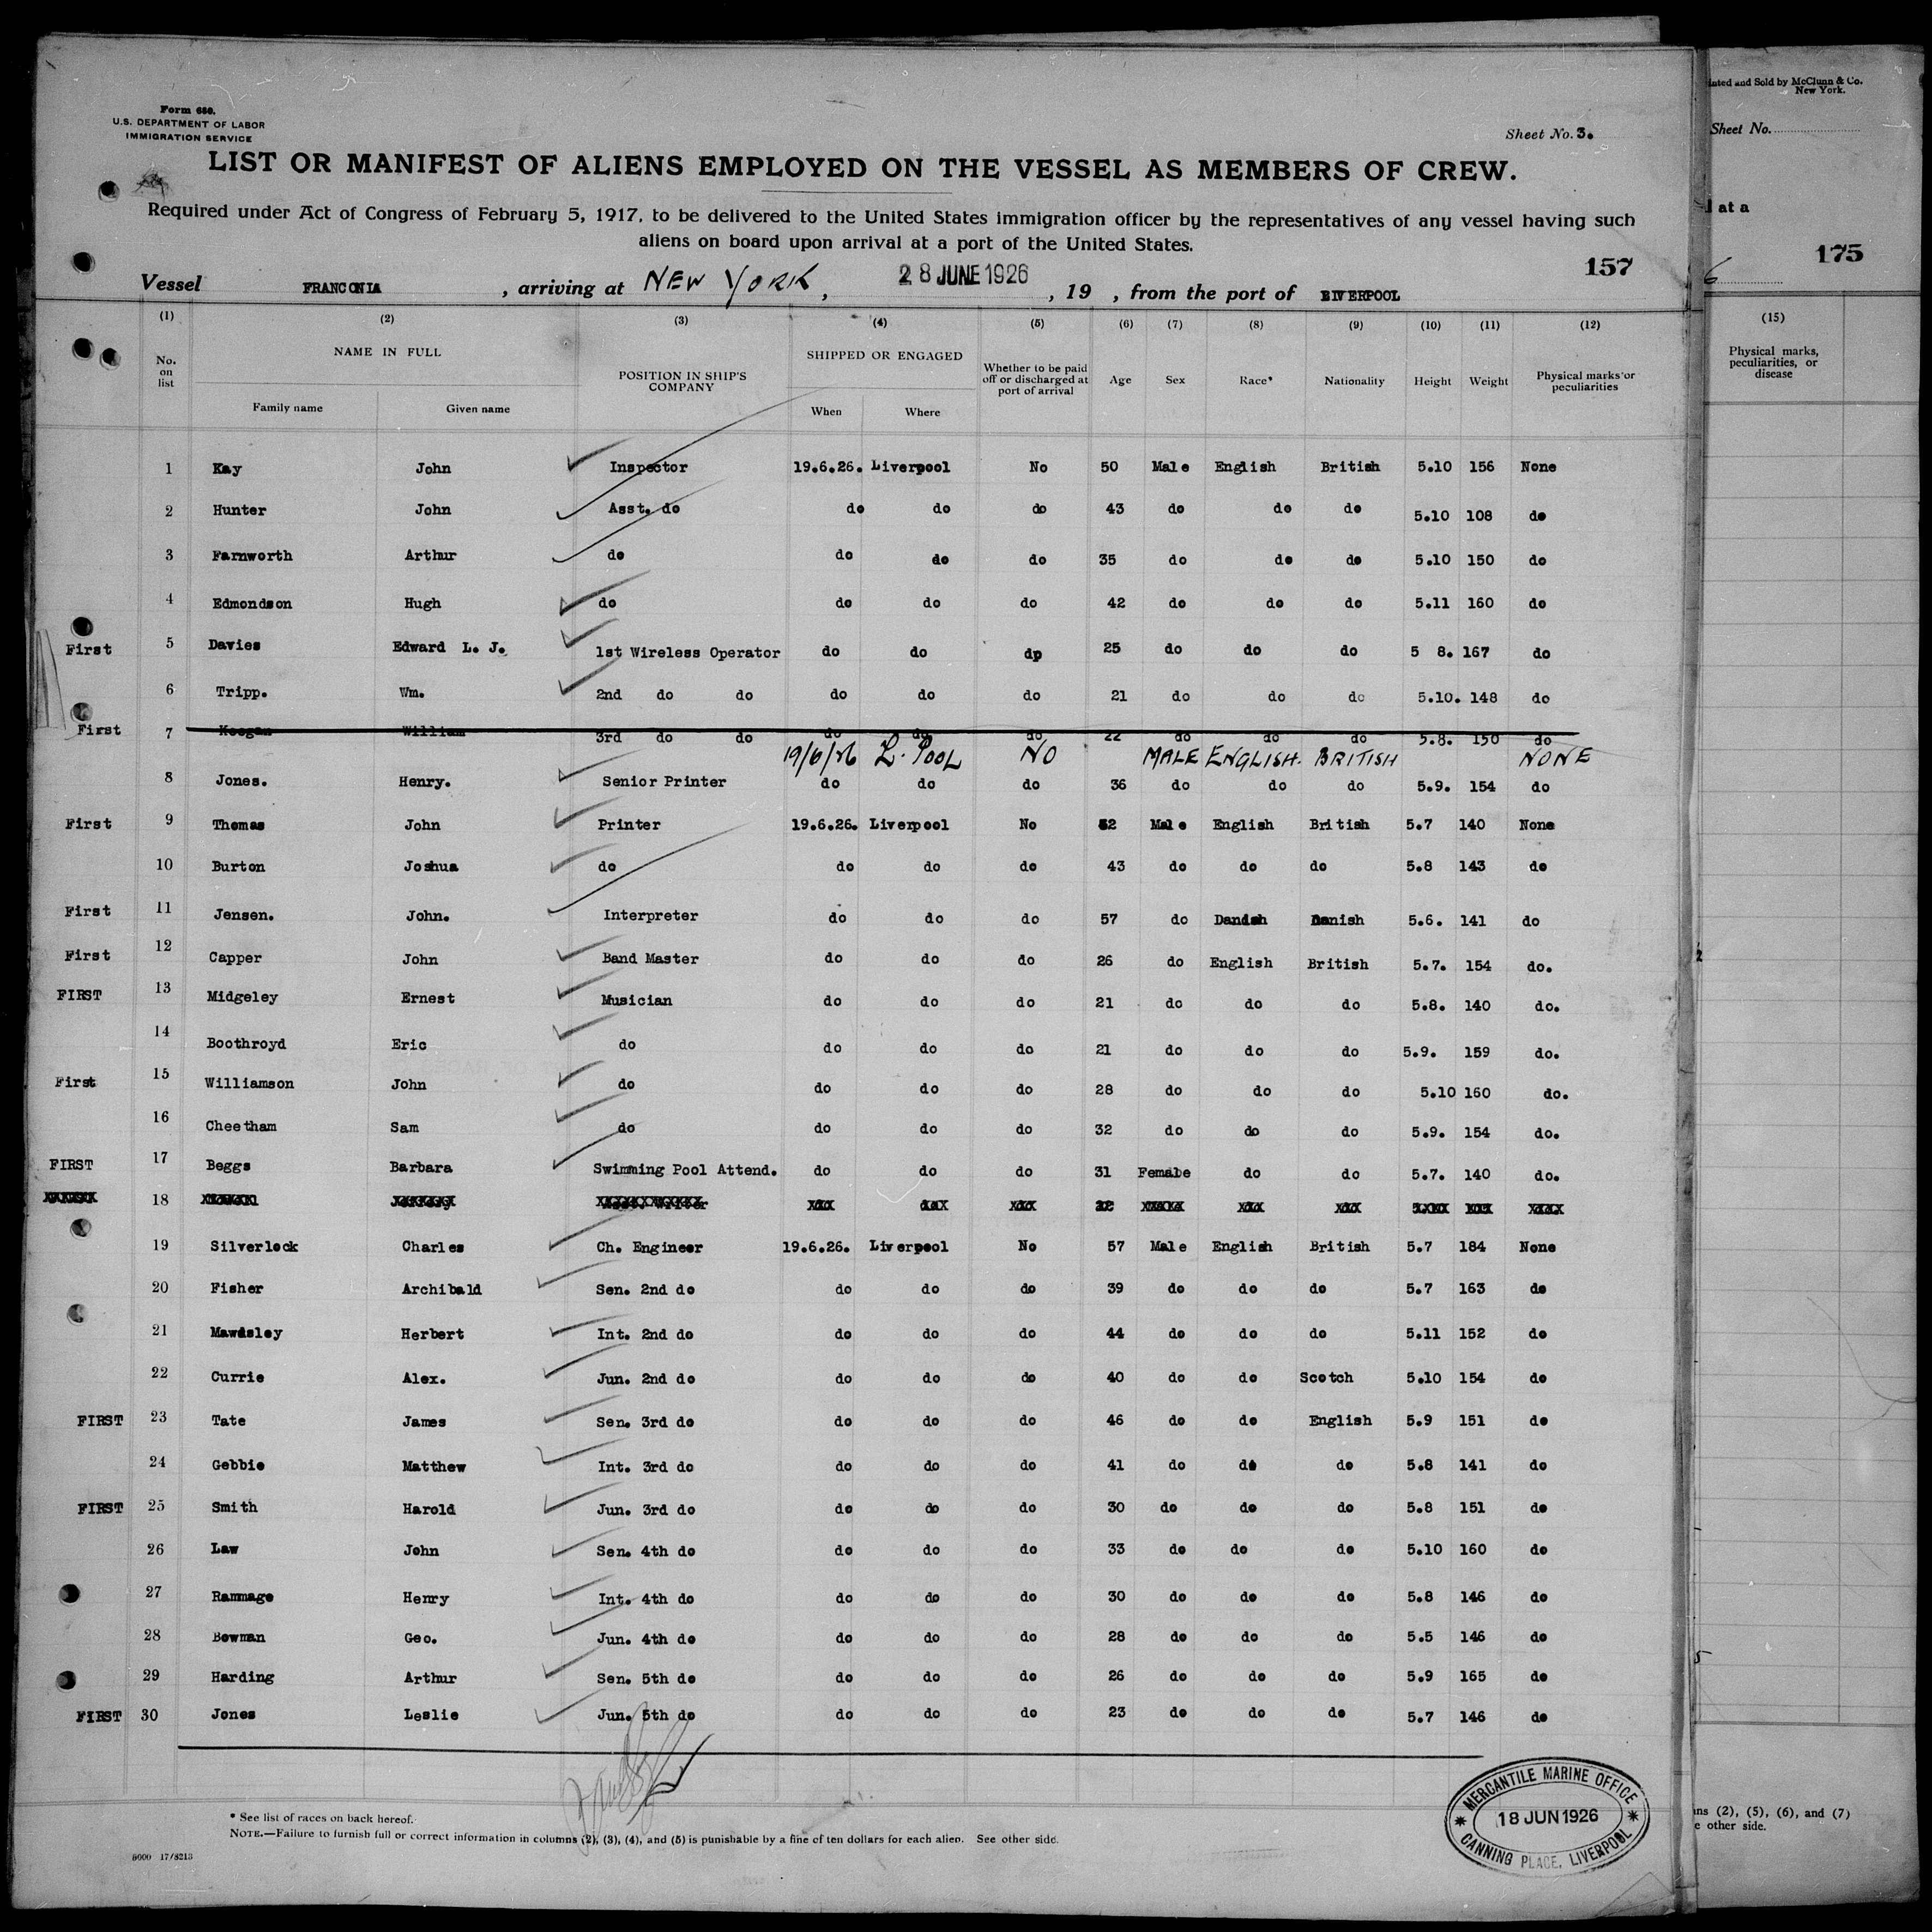 Form 680.
U.S. DEPARTMENT OF LABOR
IMMIGRATION SERVICE
Sheet No. 3.
LIST OR MANIFEST OF ALIENS EMPLOYED ON THE VESSEL AS MEMBERS OF CREW.
Required under Act of Congress of February 5, 1917, to be delivered to the United States immigration officer by the representatives of any vessel having such
aliens on board upon arrival at a port of the United States.
157
Vessel FRANCONIA , arriving at NEW YORK , 28 JUNE 1926 , 19 , from the port of LIVERPOOL
(1) (2) (3) (4) (5) (6) (7) (8) (9) (10) (11) (12)
No. on list NAME IN FULL Family name Given name POSITION IN SHIP'S COMPANY SHIPPED OR ENGAGED When Where Whether to be paid off or discharged at port of arrival Age Sex Race* Nationality Height Weight Physical marks or peculiarities
1 Kay John Inspector 19.6.26. Liverpool No 50 Male English British 5.10 156 None
2 Hunter John Asst. do do do do 43 do do do 5.10 108 do
3 Farnworth Arthur do do do do 35 do do do 5.10 150 do
4 Edmondson Hugh do do do do 42 do do do 5.11 160 do
First 5 Davies Edward L. J. 1st Wireless Operator do do dp 25 do do do 5 8. 167 do
6 Tripp. Wm. 2nd do do do do do 21 do do do 5.10. 148 do
First 7 Keegan William 3rd do do do do do 22 do do do 5.8. 150 do
19/6/26 L. POOL NO MALE ENGLISH. BRITISH NONE
8 Jones. Henry. Senior Printer do do do 36 do do do 5.9. 154 do
First 9 Thomas John Printer 19.6.26. Liverpool No 52 Male English British 5.7 140 None
10 Burton Joshua do do do do 43 do do do 5.8 143 do
First 11 Jensen. John. Interpreter do do do 57 do Danish Danish 5.6. 141 do
First 12 Capper John Band Master do do do 26 do English British 5.7. 154 do.
FIRST 13 Midgeley Ernest Musician do do do 21 do do do 5.8. 140 do.
14 Boothroyd Eric do do do do 21 do do do 5.9. 159 do.
First 15 Williamson John do do do do 28 do do do 5.10 160 do.
16 Cheetham Sam do do do do 32 do do do 5.9. 154 do.
FIRST 17 Beggs Barbara Swimming Pool Attend. do do do 31 Female do do 5.7. 140 do.
18
19 Silverlock Charles Ch. Engineer 19.6.26. Liverpool No 57 Male English British 5.7 184 None
20 Fisher Archibald Sen. 2nd do do do do 39 do do do 5.7 163 do
21 Mawdsley Herbert Int. 2nd do do do do 44 do do do 5.11 152 do
22 Currie Alex. Jun. 2nd do do do do 40 do do Scotch 5.10 154 do
FIRST 23 Tate James Sen. 3rd do do do do 46 do do English 5.9 151 do
24 Gebbie Matthew Int. 3rd do do do do 41 do do do 5.8 141 do
FIRST 25 Smith Harold Jun. 3rd do do do do 30 do do do 5.8 151 do
26 Law John Sen. 4th do do do do 33 do do do 5.10 160 do
27 Rammage Henry Int. 4th do do do do 30 do do do 5.8 146 do
28 Bowman Geo. Jun. 4th do do do do 28 do do do 5.5 146 do
29 Harding Arthur Sen. 5th do do do do 26 do do do 5.9 165 do
FIRST 30 Jones Leslie Jun. 5th do do do do 23 do do do 5.7 146 do
* See list of races on back hereof.
NOTE.—Failure to furnish full or correct information in columns (2), (3), (4), and (5) is punishable by a fine of ten dollars for each alien. See other side.
5000 17/8213
MERCANTILE MARINE OFFICE
18 JUN 1926
CANNING PLACE, LIVERPOOL
inted and Sold by McClunn & Co.
New York.
Sheet No.
at a
175
6
(15)
Physical marks,
peculiarities, or
disease
ns (2), (5), (6), and (7)
e other side.